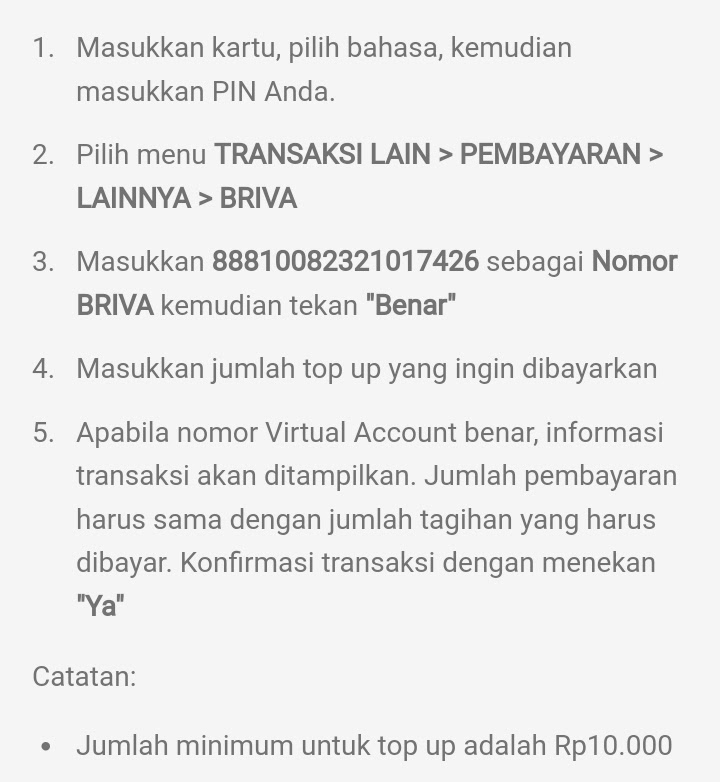 1. Masukkan kartu, pilih bahasa, kemudian
masukkan PIN Anda.
2. Pilih menu TRANSAKSI LAIN > PEMBAYARAN >
LAINNYA > BRIVA
3. Masukkan 88810082321017426 sebagai Nomor
BRIVA kemudian tekan "Benar"
4. Masukkan jumlah top up yang ingin dibayarkan
5. Apabila nomor Virtual Account benar, informasi
transaksi akan ditampilkan. Jumlah pembayaran
harus sama dengan jumlah tagihan yang harus
dibayar. Konfirmasi transaksi dengan menekan
"Ya"
Catatan:
• Jumlah minimum untuk top up adalah Rp10.000